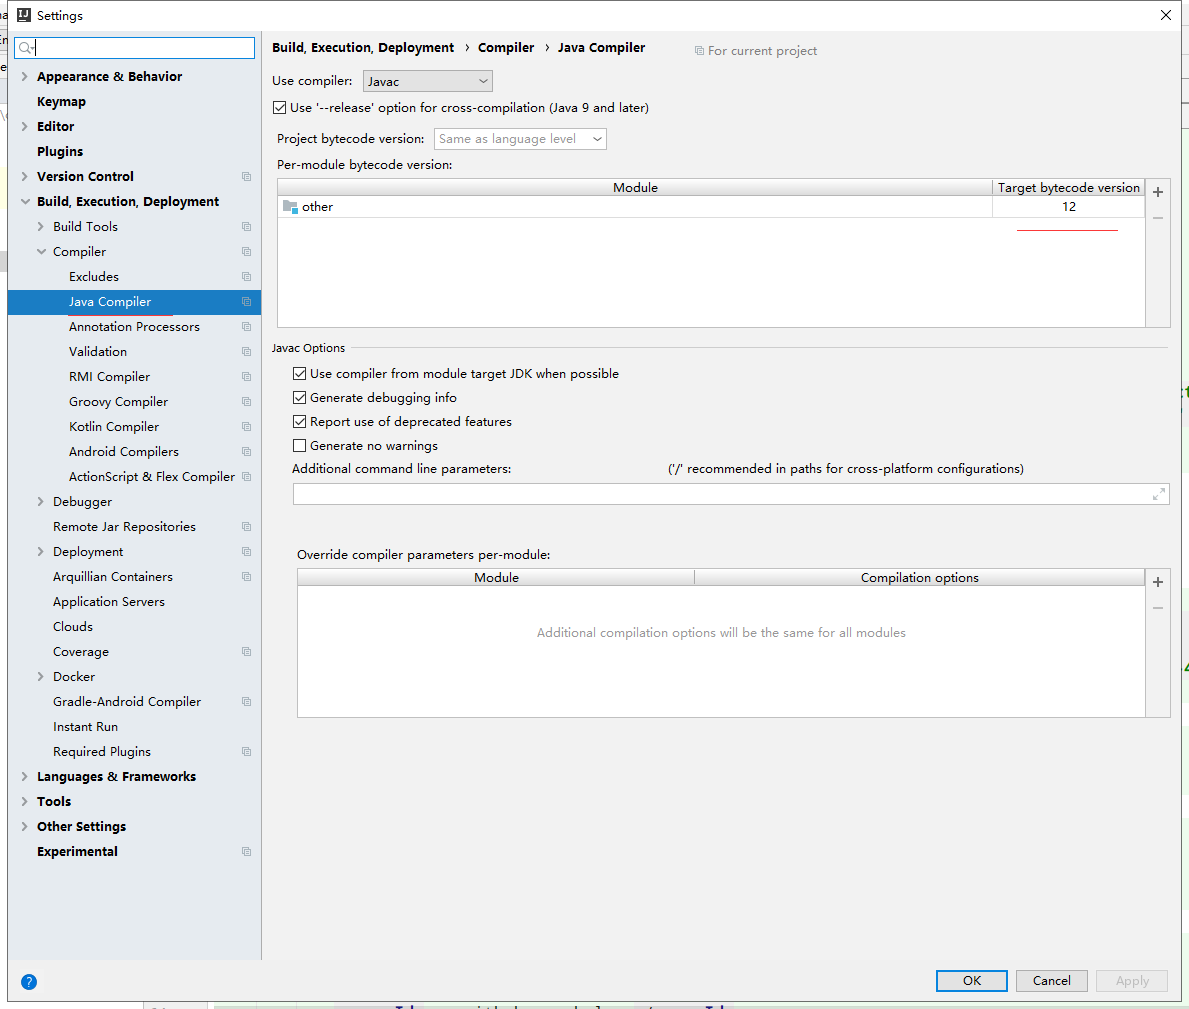 Settings
Appearance & Behavior
Keymap
Editor
Plugins
Version Control
Build, Execution, Deployment
Build Tools
Compiler
Excludes
Java Compiler
Annotation Processors
Validation
RMI Compiler
Groovy Compiler
Kotlin Compiler
Android Compilers
ActionScript & Flex Compiler
Debugger
Remote Jar Repositories
Deployment
Arquillian Containers
Application Servers
Clouds
Coverage
Docker
Gradle-Android Compiler
Instant Run
Required Plugins
Languages & Frameworks
Tools
Other Settings
Experimental
Build, Execution, Deployment › Compiler › Java Compiler For current project
Use compiler: Javac
Use '--release' option for cross-compilation (Java 9 and later)
Project bytecode version: Same as language level
Per-module bytecode version:
Module Target bytecode version
other 12
Javac Options
Use compiler from module target JDK when possible
Generate debugging info
Report use of deprecated features
Generate no warnings
Additional command line parameters: ('/' recommended in paths for cross-platform configurations)
Override compiler parameters per-module:
Module Compilation options
Additional compilation options will be the same for all modules
? OK Cancel Apply